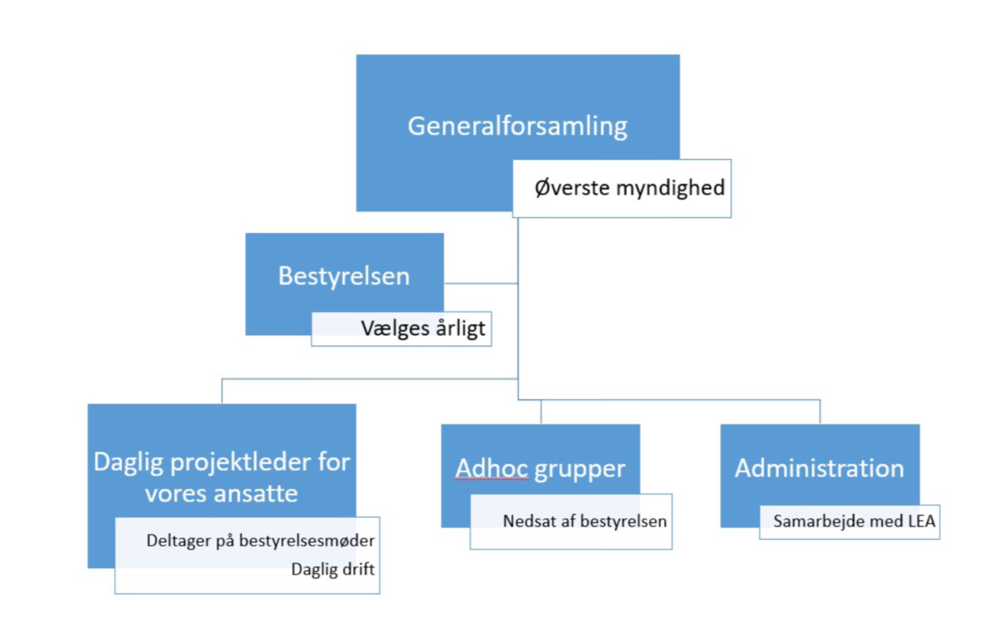 Generalforsamling
Øverste myndighed
Bestyrelsen
Vælges årligt
Daglig projektleder for
vores ansatte
Deltager på bestyrelsesmøder
Daglig drift
Adhoc grupper
Nedsat af bestyrelsen
Administration
Samarbejde med LEA